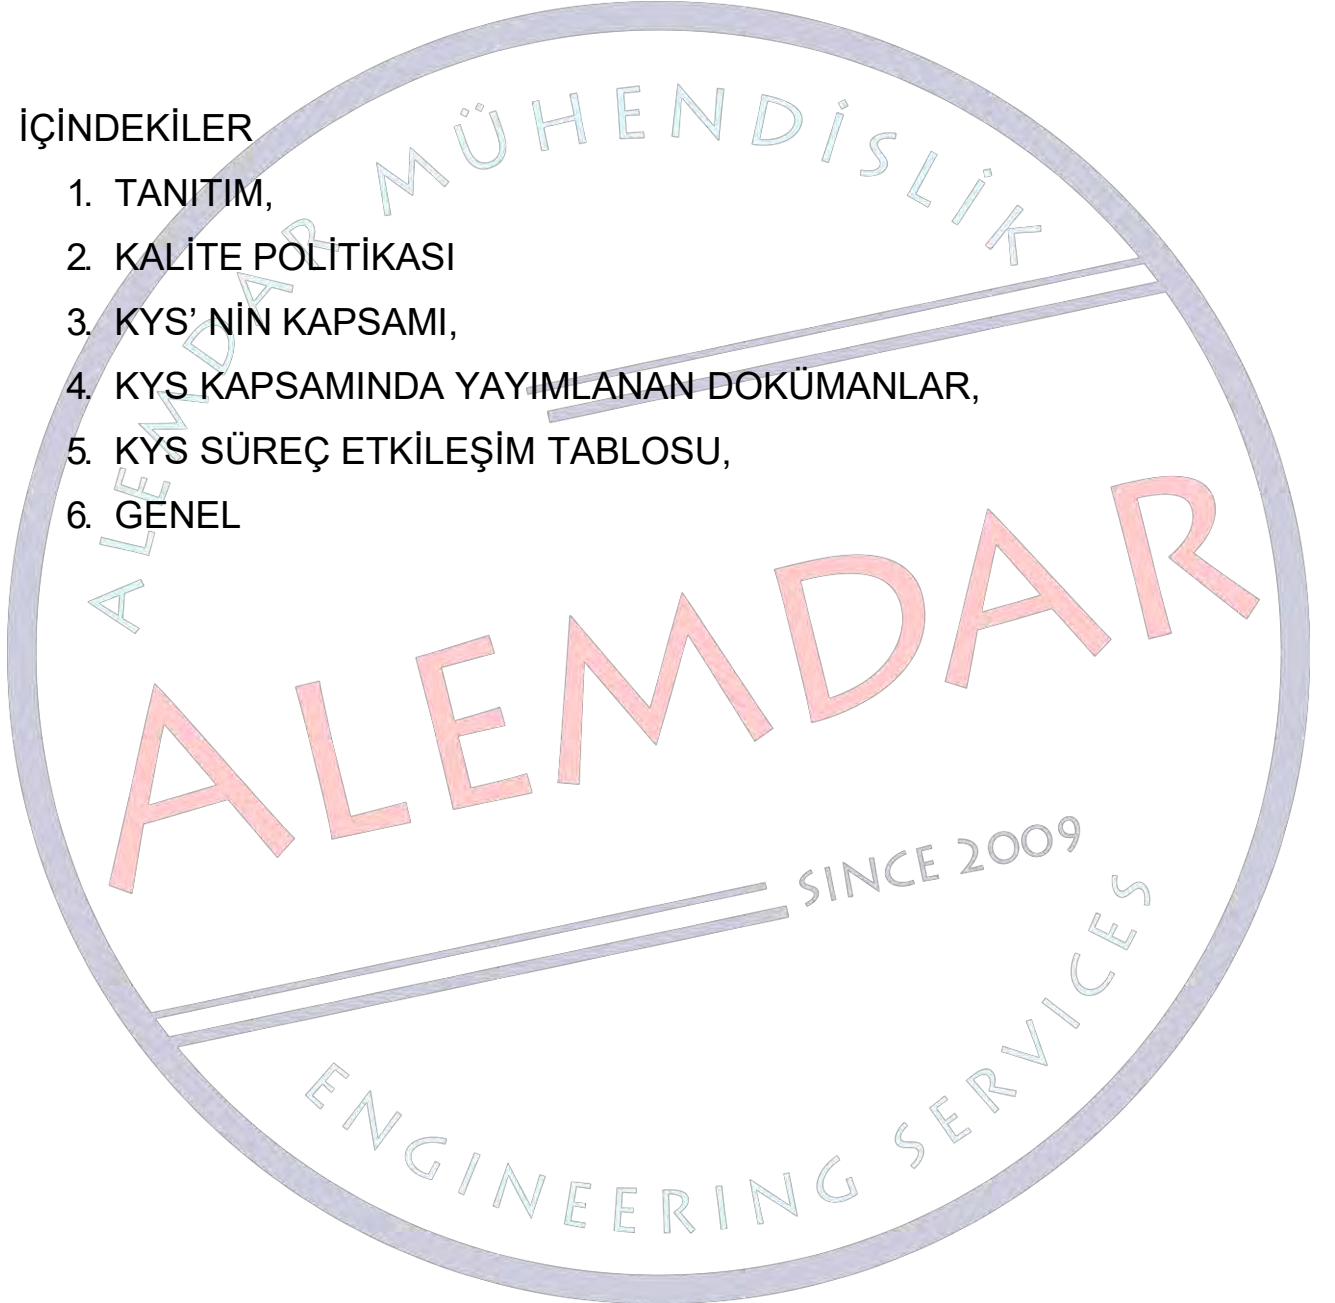 İÇİNDEKİLER
1. TANITIM,
2. KALİTE POLİTİKASI
3. KYS’ NİN KAPSAMI,
4. KYS KAPSAMINDA YAYIMLANAN DOKÜMANLAR,
5. KYS SÜREÇ ETKİLEŞİM TABLOSU,
6. GENEL
ALEMDAR MÜHENDİSLİK
ALEMDAR
SINCE 2009
ENGINEERING SERVICES